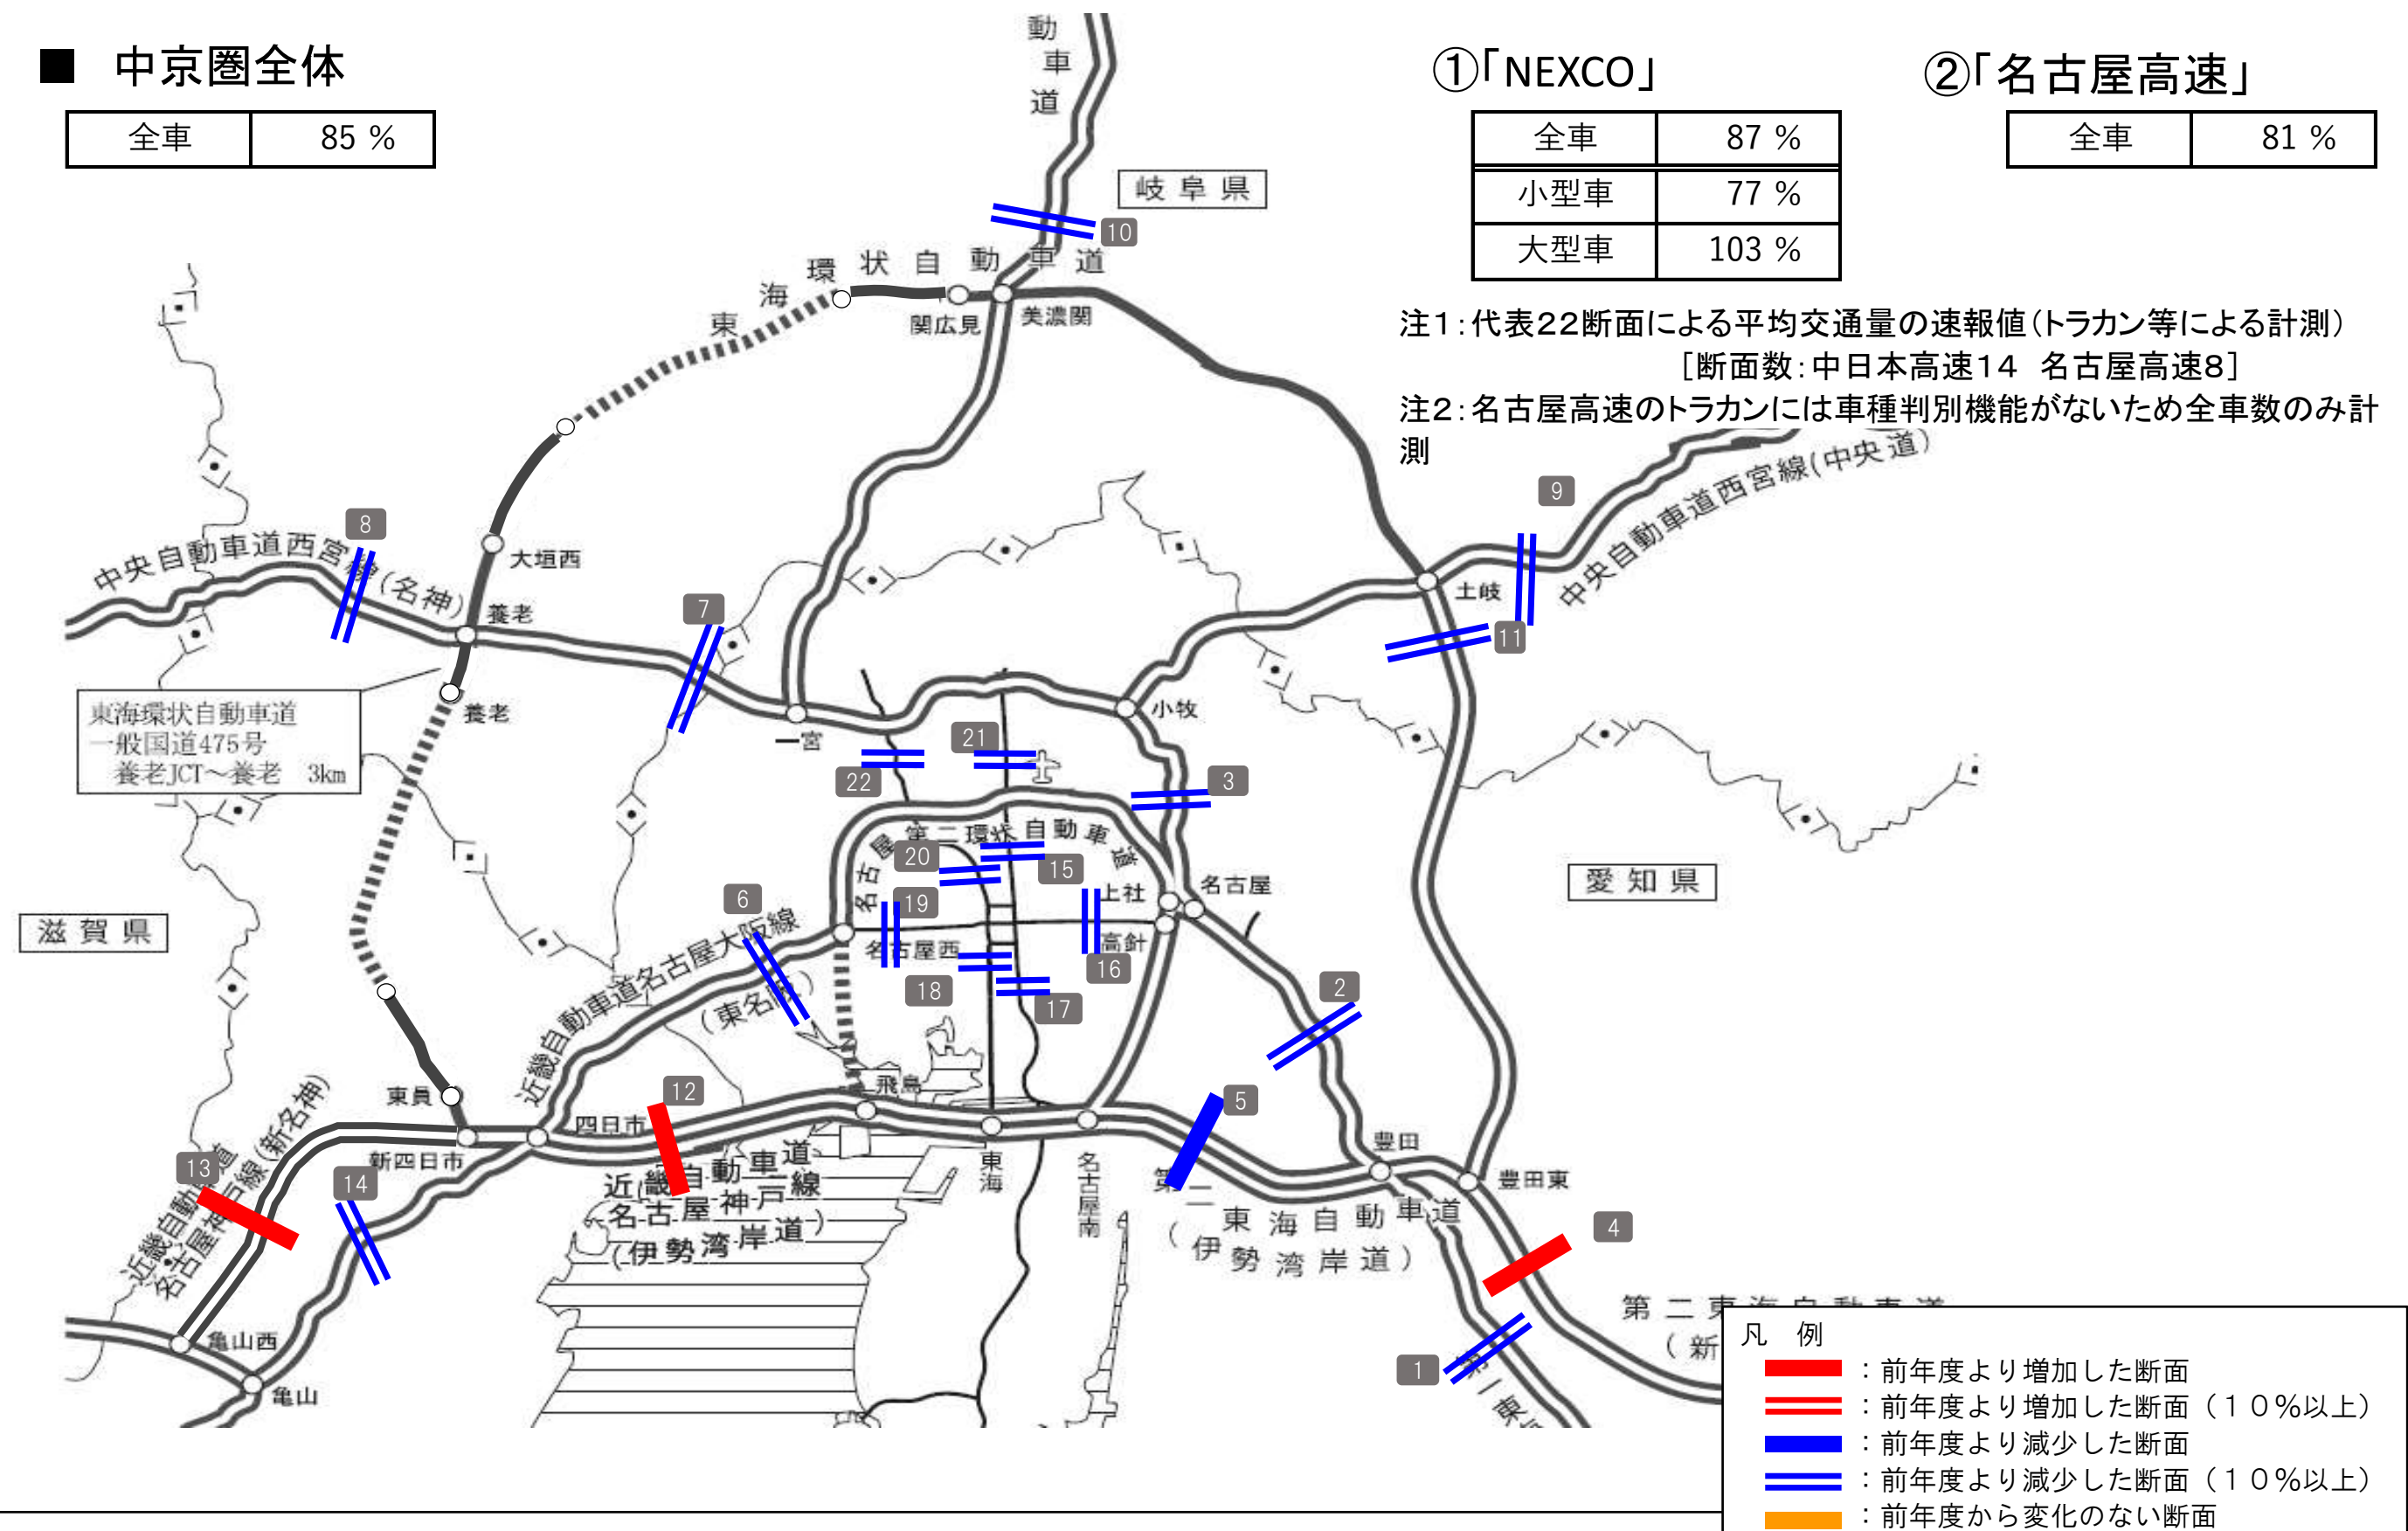 ■ 中京圏全体
全車 85 %
①「NEXCO」
全車 87 %
小型車 77 %
大型車 103 %
②「名古屋高速」
全車 81 %
注1:代表22断面による平均交通量の速報値(トラカン等による計測)
[断面数:中日本高速14 名古屋高速8]
注2:名古屋高速のトラカンには車種判別機能がないため全車数のみ計
測
動車道
岐阜県
10
東海環状自動車道
関広見
美濃関
9
中央自動車道西宮線(中央道)
8
中央自動車道西宮線(名神)
大垣西
養老
7
土岐
11
養老
東海環状自動車道
一般国道475号
養老JCT～養老 3km
小牧
一宮
21
22
3
名古屋第二環状自動車道
20
15
上社
名古屋
愛知県
滋賀県
6
19
名古屋西
高針
16
近畿自動車道名古屋大阪線
(東名阪)
18
17
2
飛島
東員
12
四日市
5
新四日市
豊田
豊田東
13
近畿自動車道
名古屋神戸線(新名神)
14
近畿自動車道
名古屋神戸線
(伊勢湾岸道)
東海
名古屋南
第二東海自動車道
(伊勢湾岸道)
4
亀山西
亀山
1
第一東
第二東海自動車道
(新
凡 例
:前年度より増加した断面
:前年度より増加した断面(10%以上)
:前年度より減少した断面
:前年度より減少した断面(10%以上)
:前年度から変化のない断面